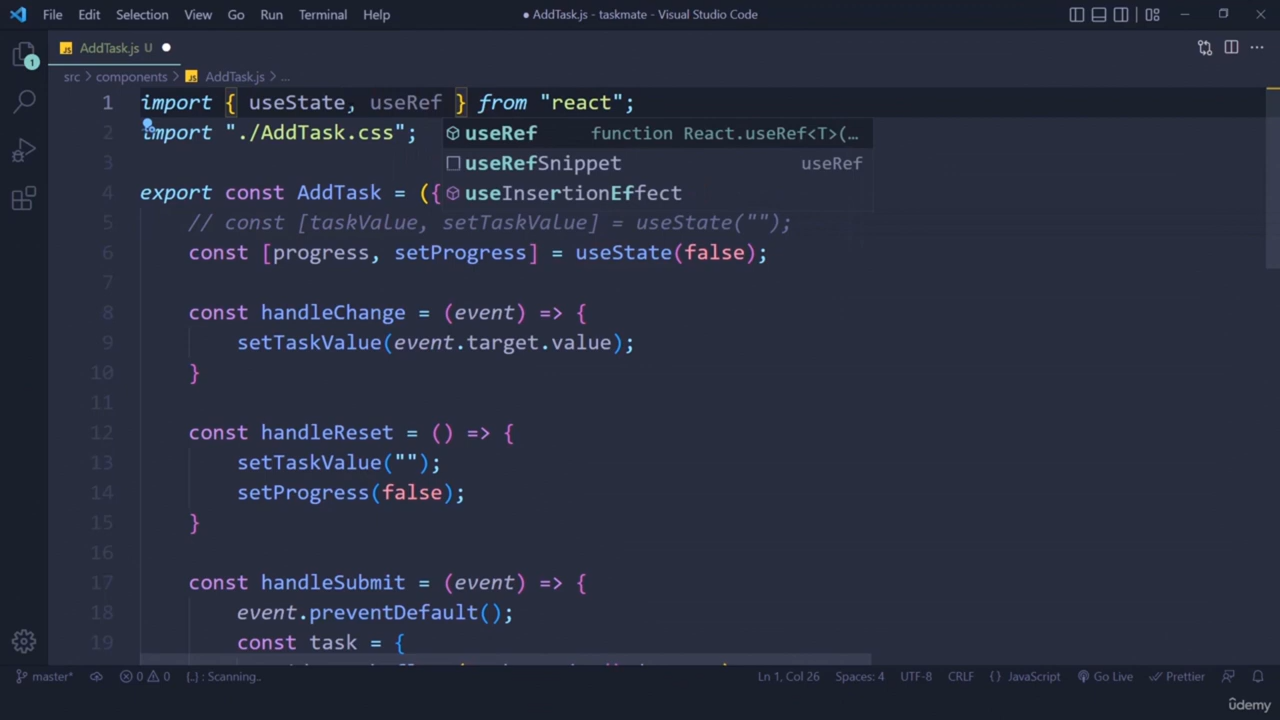 File Edit Selection View Go Run Terminal Help
● AddTask.js - taskmate - Visual Studio Code
JS AddTask.js U ●
src > components > JS AddTask.js > ...
1 import { useState, useRef } from "react";
2 import "./AddTask.css";
useRef function React.useRef<T>(…
useRefSnippet useRef
useInsertionEffect
3
4 export const AddTask = ({
5 // const [taskValue, setTaskValue] = useState("");
6 const [progress, setProgress] = useState(false);
7
8 const handleChange = (event) => {
9 setTaskValue(event.target.value);
10 }
11
12 const handleReset = () => {
13 setTaskValue("");
14 setProgress(false);
15 }
16
17 const handleSubmit = (event) => {
18 event.preventDefault();
19 const task = {
1
master* 0 0 {..} : Scanning.. Ln 1, Col 26 Spaces: 4 UTF-8 CRLF {} JavaScript Go Live Prettier
ûdemy